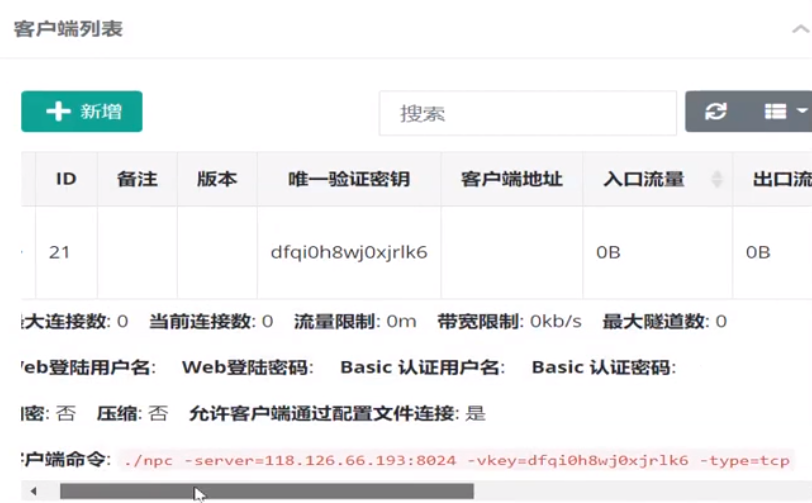 客户端列表
新增 搜索
ID 备注 版本 唯一验证密钥 客户端地址 入口流量 出口流
21 dfqi0h8wj0xjrlk6 0B 0B
大连接数: 0 当前连接数: 0 流量限制: 0m 带宽限制: 0kb/s 最大隧道数: 0
eb登陆用户名: Web登陆密码: Basic 认证用户名: Basic 认证密码:
密: 否 压缩: 否 允许客户端通过配置文件连接: 是
户端命令: ./npc -server=118.126.66.193:8024 -vkey=dfqi0h8wj0xjrlk6 -type=tcp